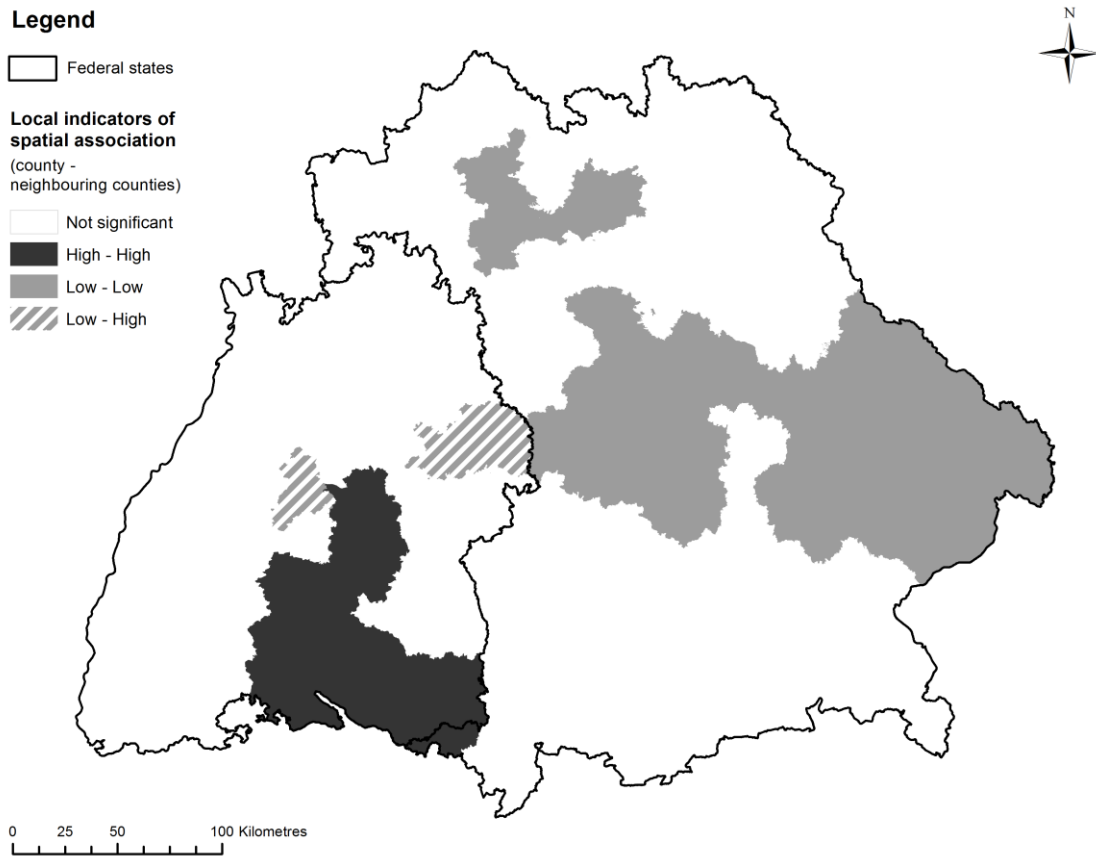 Legend
N
Federal states
Local indicators of
spatial association
(county -
neighbouring counties)
Not significant
High - High
Low - Low
Low - High
0 25 50 100 Kilometres